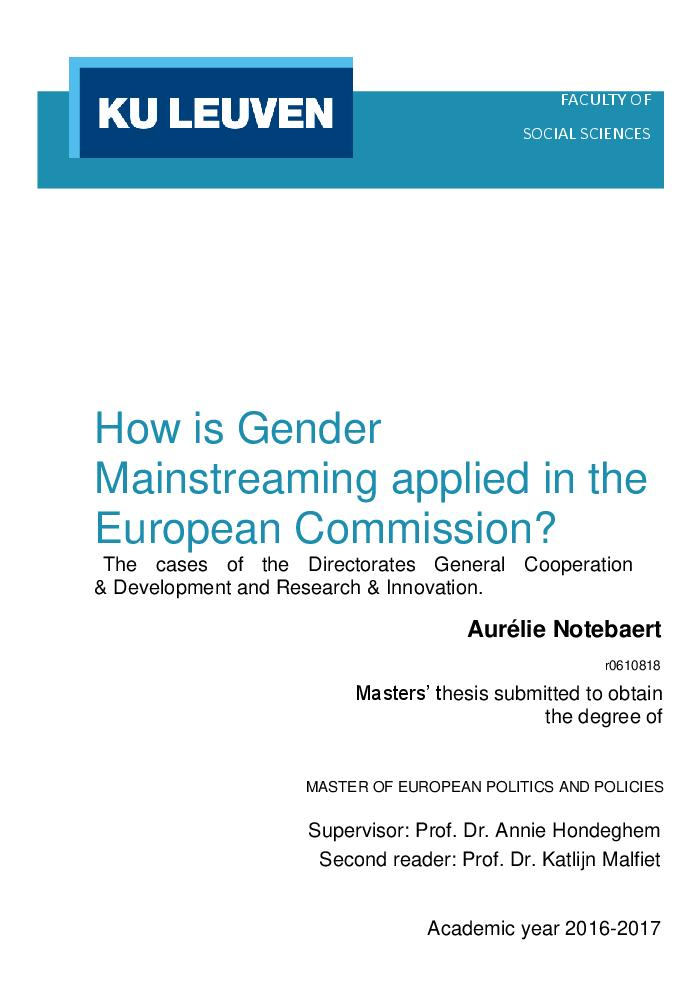 KU LEUVEN
FACULTY OF
SOCIAL SCIENCES
How is Gender
Mainstreaming applied in the
European Commission?
The cases of the Directorates General Cooperation
& Development and Research & Innovation.
Aurélie Notebaert
r0610818
Masters’ thesis submitted to obtain
the degree of
MASTER OF EUROPEAN POLITICS AND POLICIES
Supervisor: Prof. Dr. Annie Hondeghem
Second reader: Prof. Dr. Katlijn Malfiet
Academic year 2016-2017